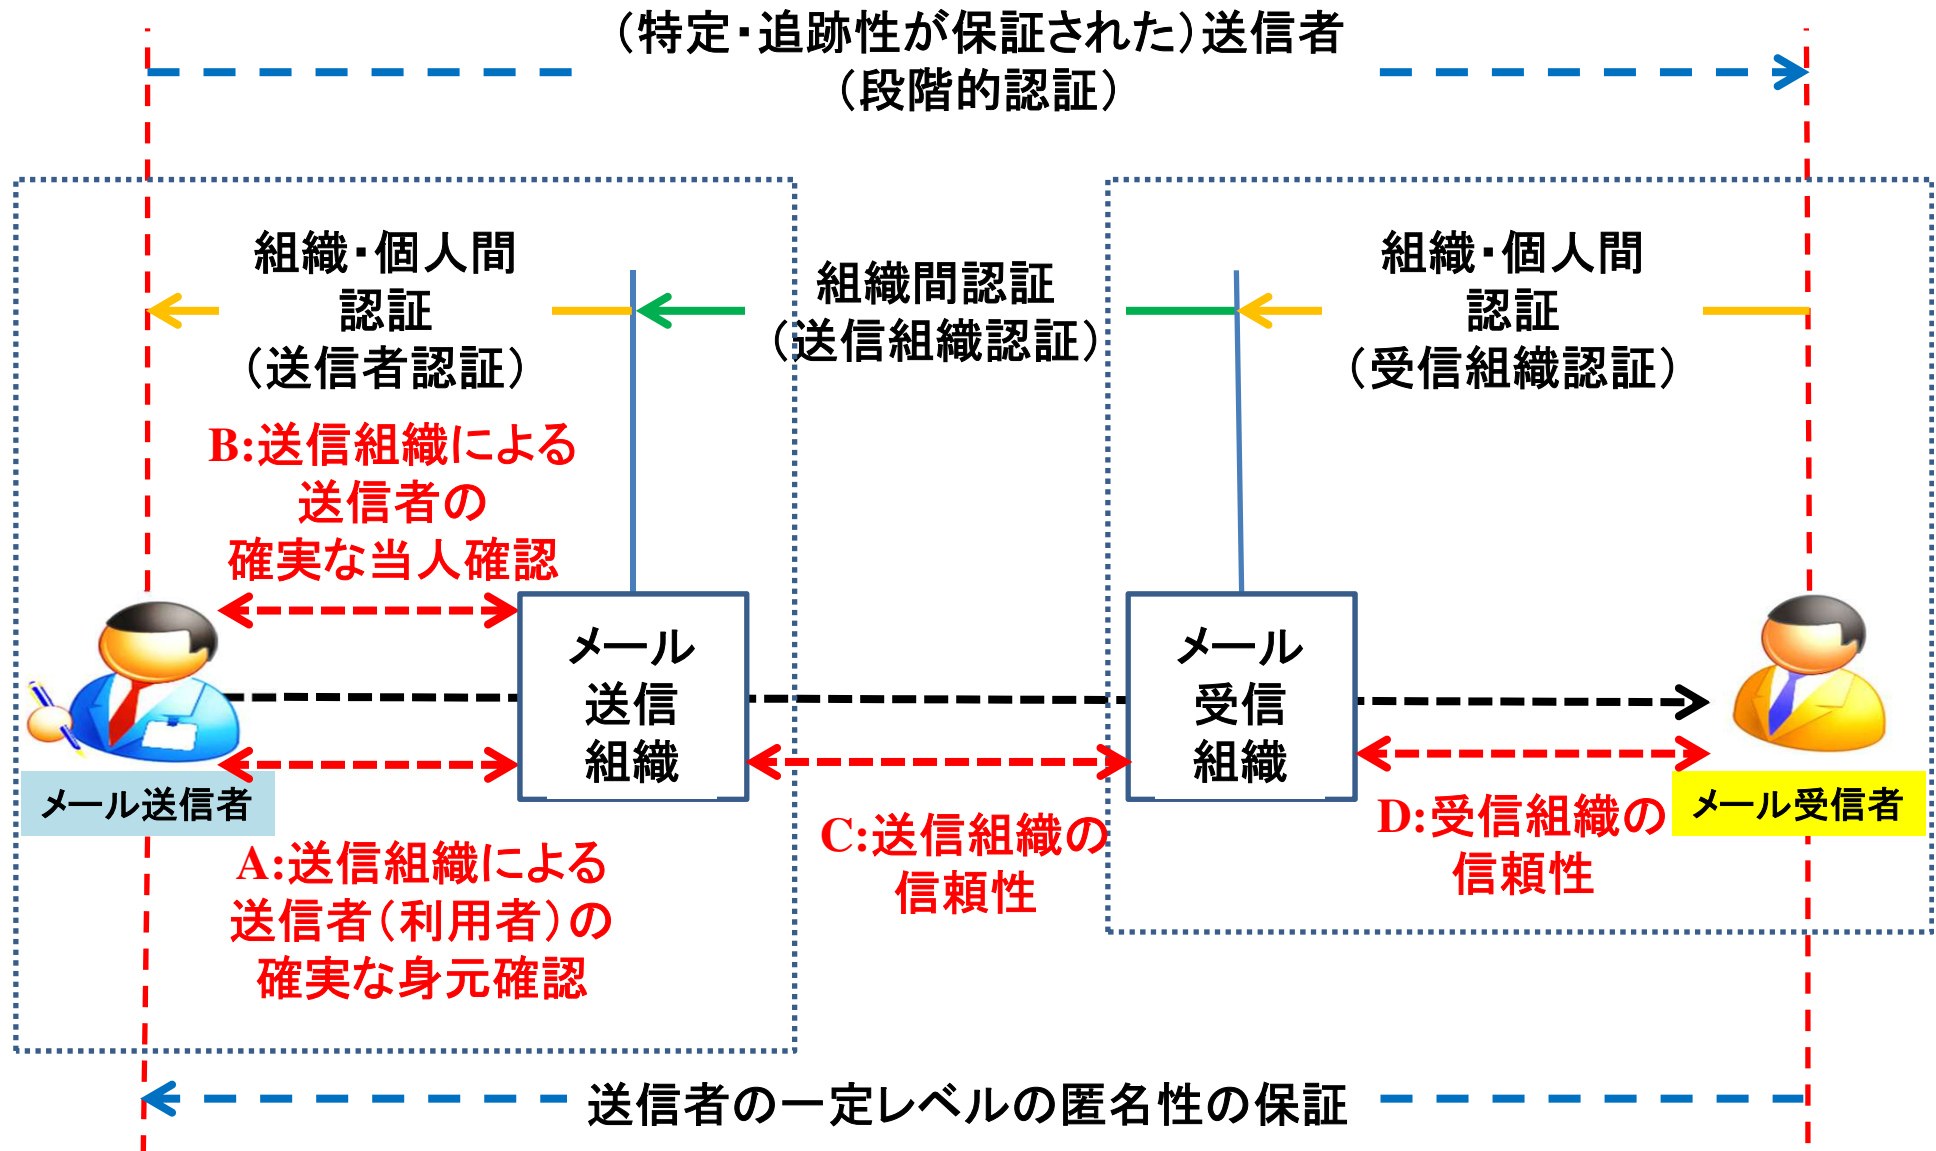 （特定・追跡性が保証された）送信者
（段階的認証）
組織・個人間
認証
（送信者認証）
組織間認証
（送信組織認証）
組織・個人間
認証
（受信組織認証）
B:送信組織による
送信者の
確実な当人確認
メール
送信
組織
メール
受信
組織
メール送信者
メール受信者
A:送信組織による
送信者（利用者）の
確実な身元確認
C:送信組織の
信頼性
D:受信組織の
信頼性
送信者の一定レベルの匿名性の保証